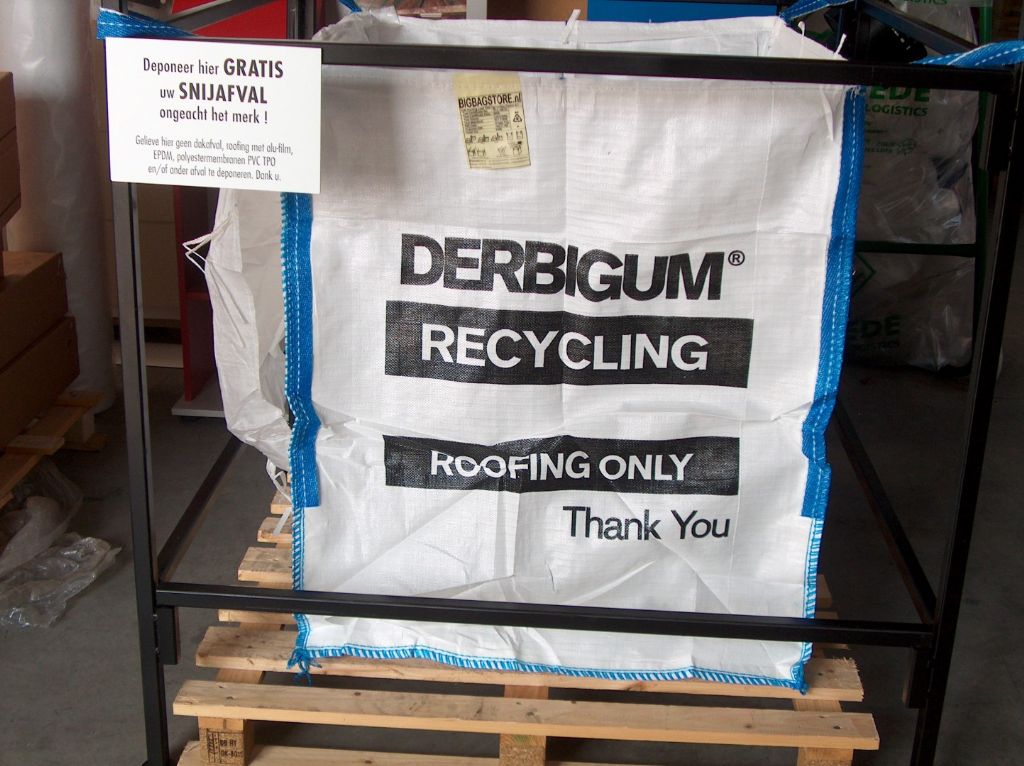 Deponeer hier GRATIS
uw SNIJAFVAL
ongeacht het merk !
Gelieve hier geen dakafval, roofing met alu-film,
EPDM, polyestermembranen PVC TPO
en/of ander afval te deponeren. Dank u.
BIGBAGSTORE.nl
DERBIGUM®
RECYCLING
ROOFING ONLY
Thank You
LOGISTICS